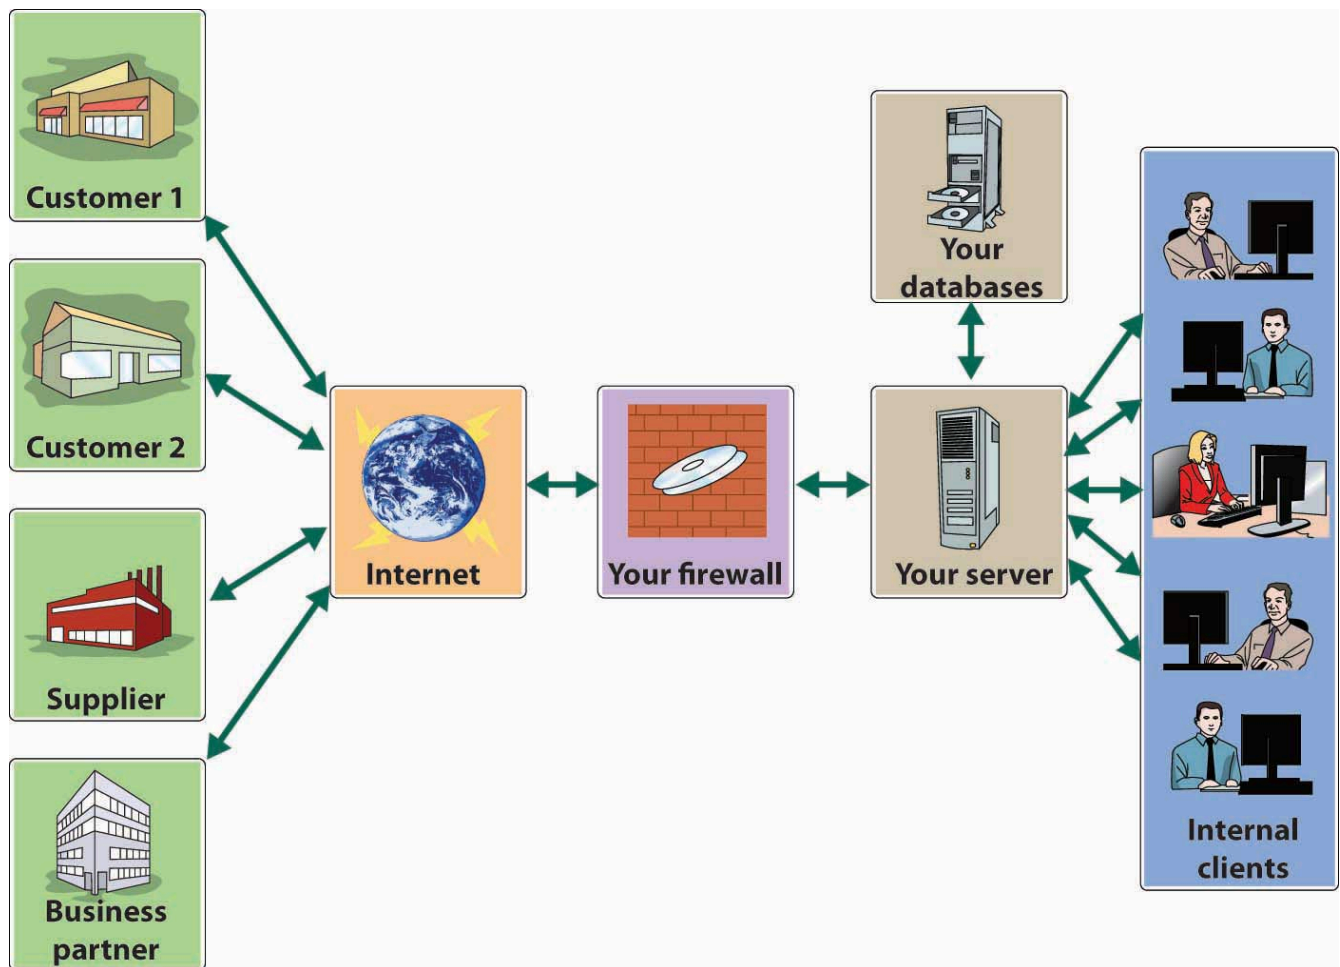 Customer 1
Customer 2
Supplier
Business
partner
Internet
Your firewall
Your
databases
Your server
Internal
clients